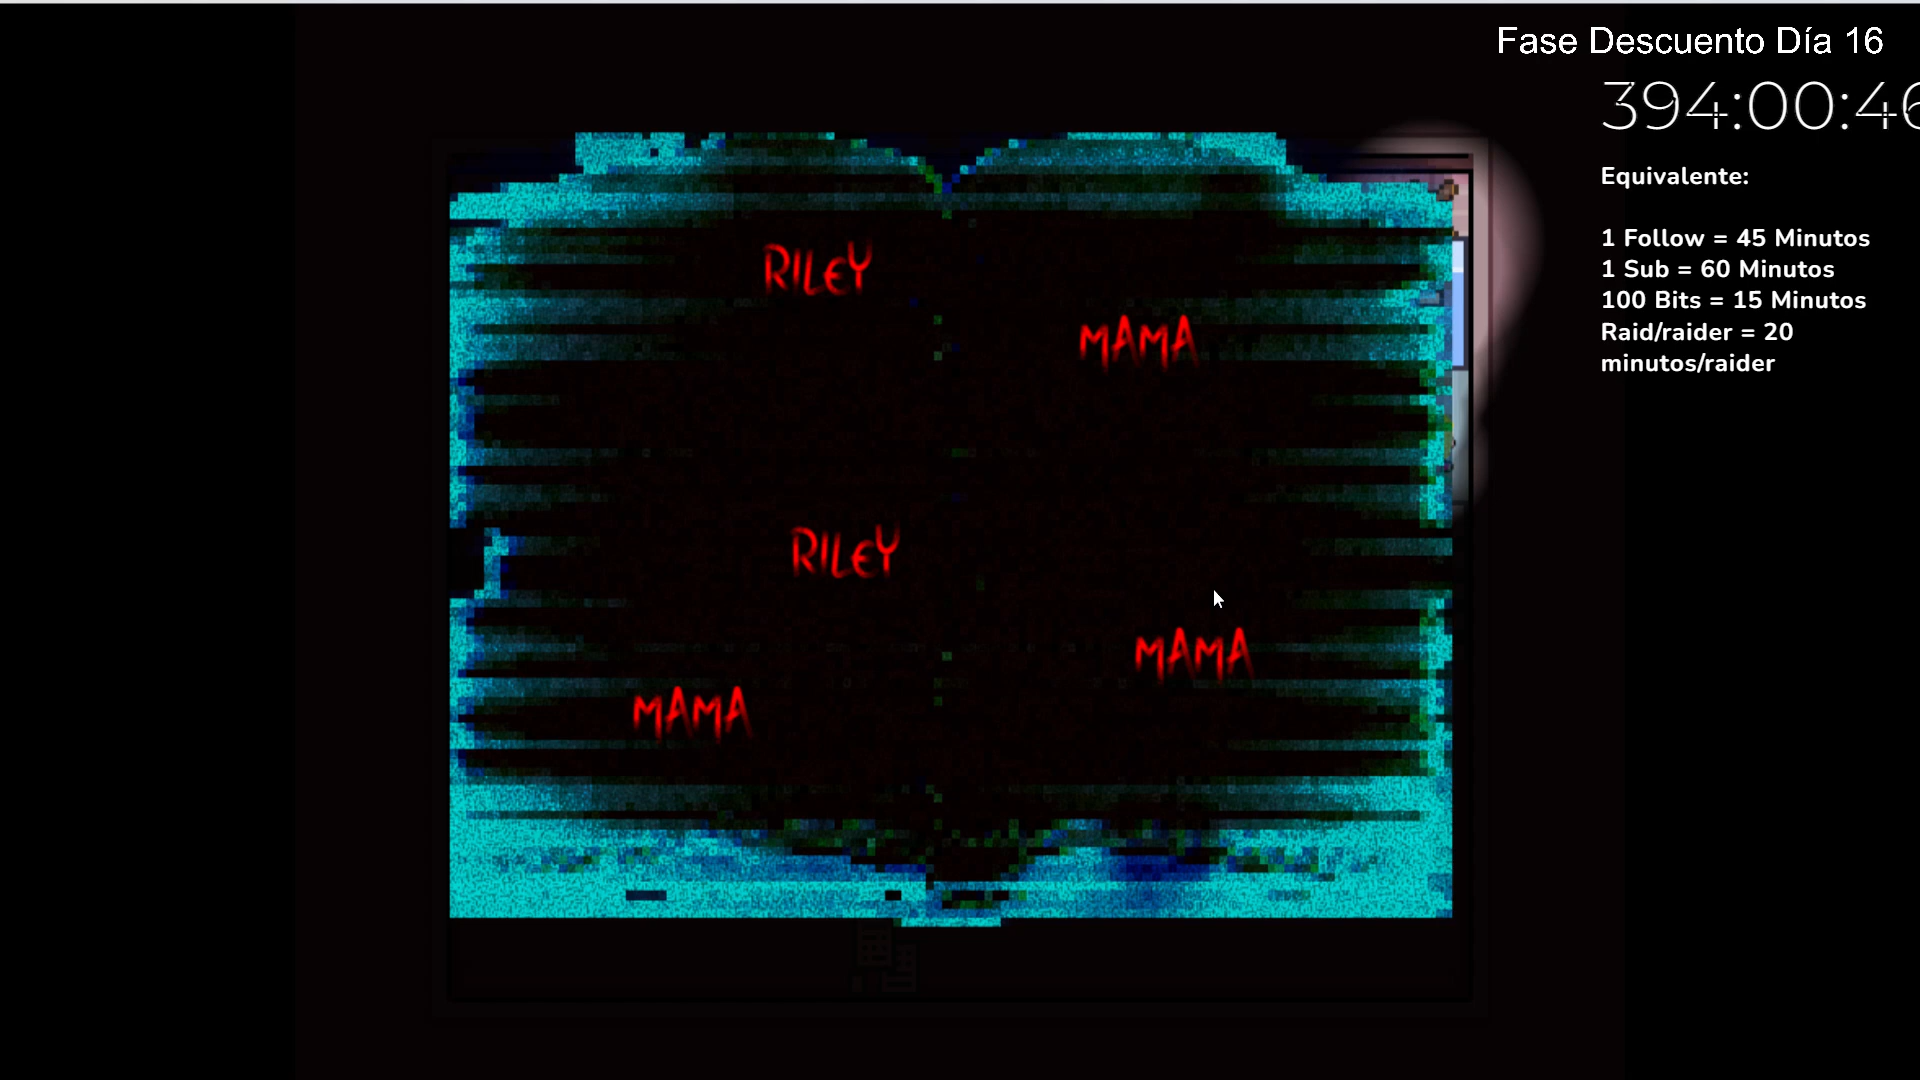 Fase Descuento Día 16
394:00:46
Equivalente:
1 Follow = 45 Minutos
1 Sub = 60 Minutos
100 Bits = 15 Minutos
Raid/raider = 20
minutos/raider
RILEY
MAMA
RILEY
MAMA
MAMA